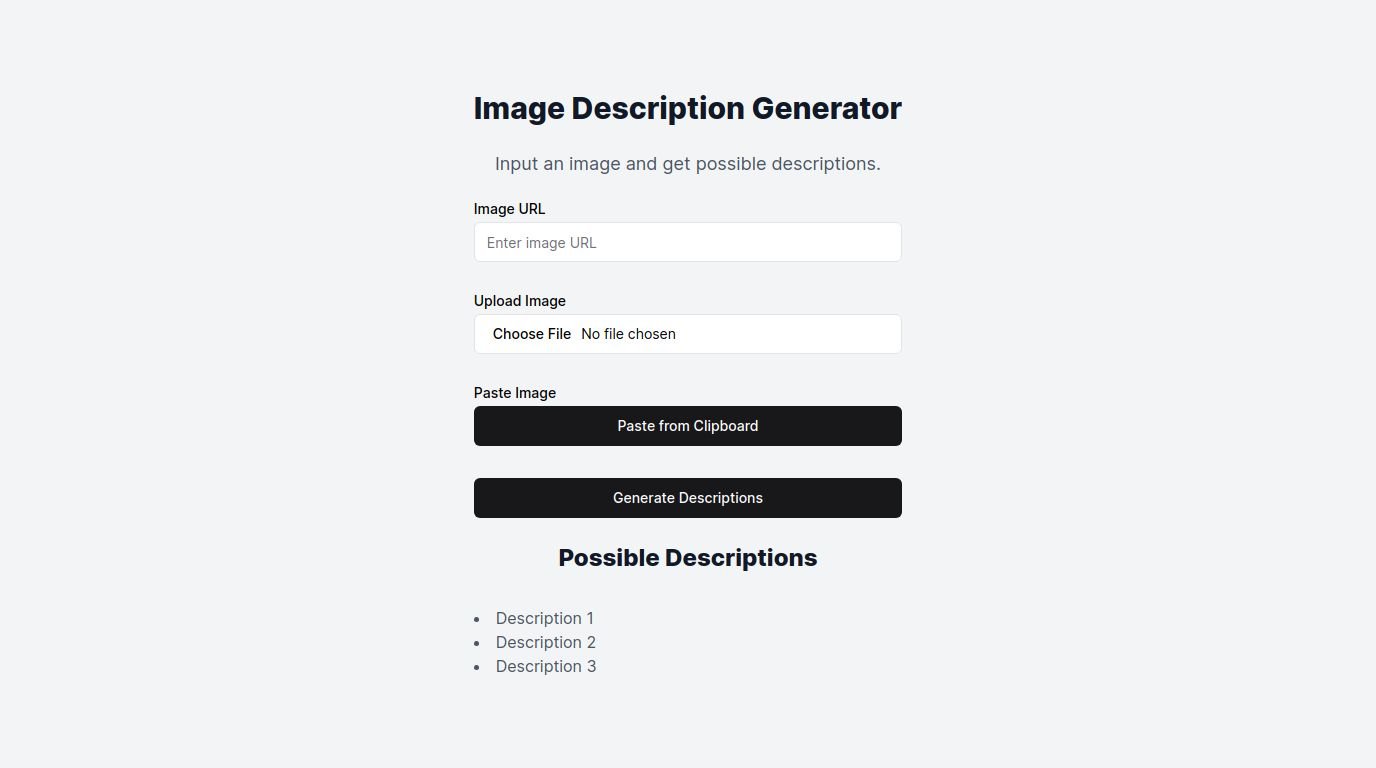 Image Description Generator
Input an image and get possible descriptions.
Image URL
Enter image URL
Upload Image
Choose File No file chosen
Paste Image
Paste from Clipboard
Generate Descriptions
Possible Descriptions
• Description 1
• Description 2
• Description 3